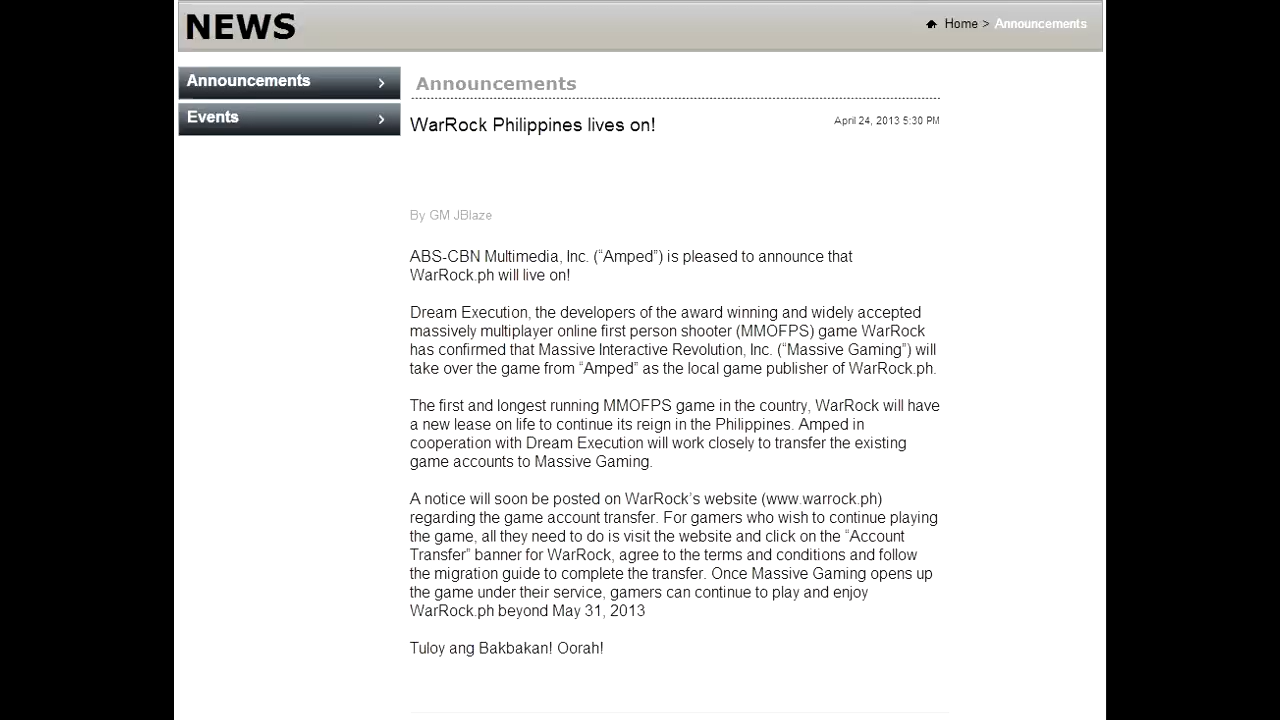 NEWS
Home > Announcements
Announcements
Events
Announcements
WarRock Philippines lives on!
April 24, 2013 5:30 PM
By GM JBlaze
ABS-CBN Multimedia, Inc. (“Amped”) is pleased to announce that
WarRock.ph will live on!
Dream Execution, the developers of the award winning and widely accepted
massively multiplayer online first person shooter (MMOFPS) game WarRock
has confirmed that Massive Interactive Revolution, Inc. (“Massive Gaming”) will
take over the game from “Amped” as the local game publisher of WarRock.ph.
The first and longest running MMOFPS game in the country, WarRock will have
a new lease on life to continue its reign in the Philippines. Amped in
cooperation with Dream Execution will work closely to transfer the existing
game accounts to Massive Gaming.
A notice will soon be posted on WarRock’s website (www.warrock.ph)
regarding the game account transfer. For gamers who wish to continue playing
the game, all they need to do is visit the website and click on the “Account
Transfer” banner for WarRock, agree to the terms and conditions and follow
the migration guide to complete the transfer. Once Massive Gaming opens up
the game under their service, gamers can continue to play and enjoy
WarRock.ph beyond May 31, 2013
Tuloy ang Bakbakan! Oorah!